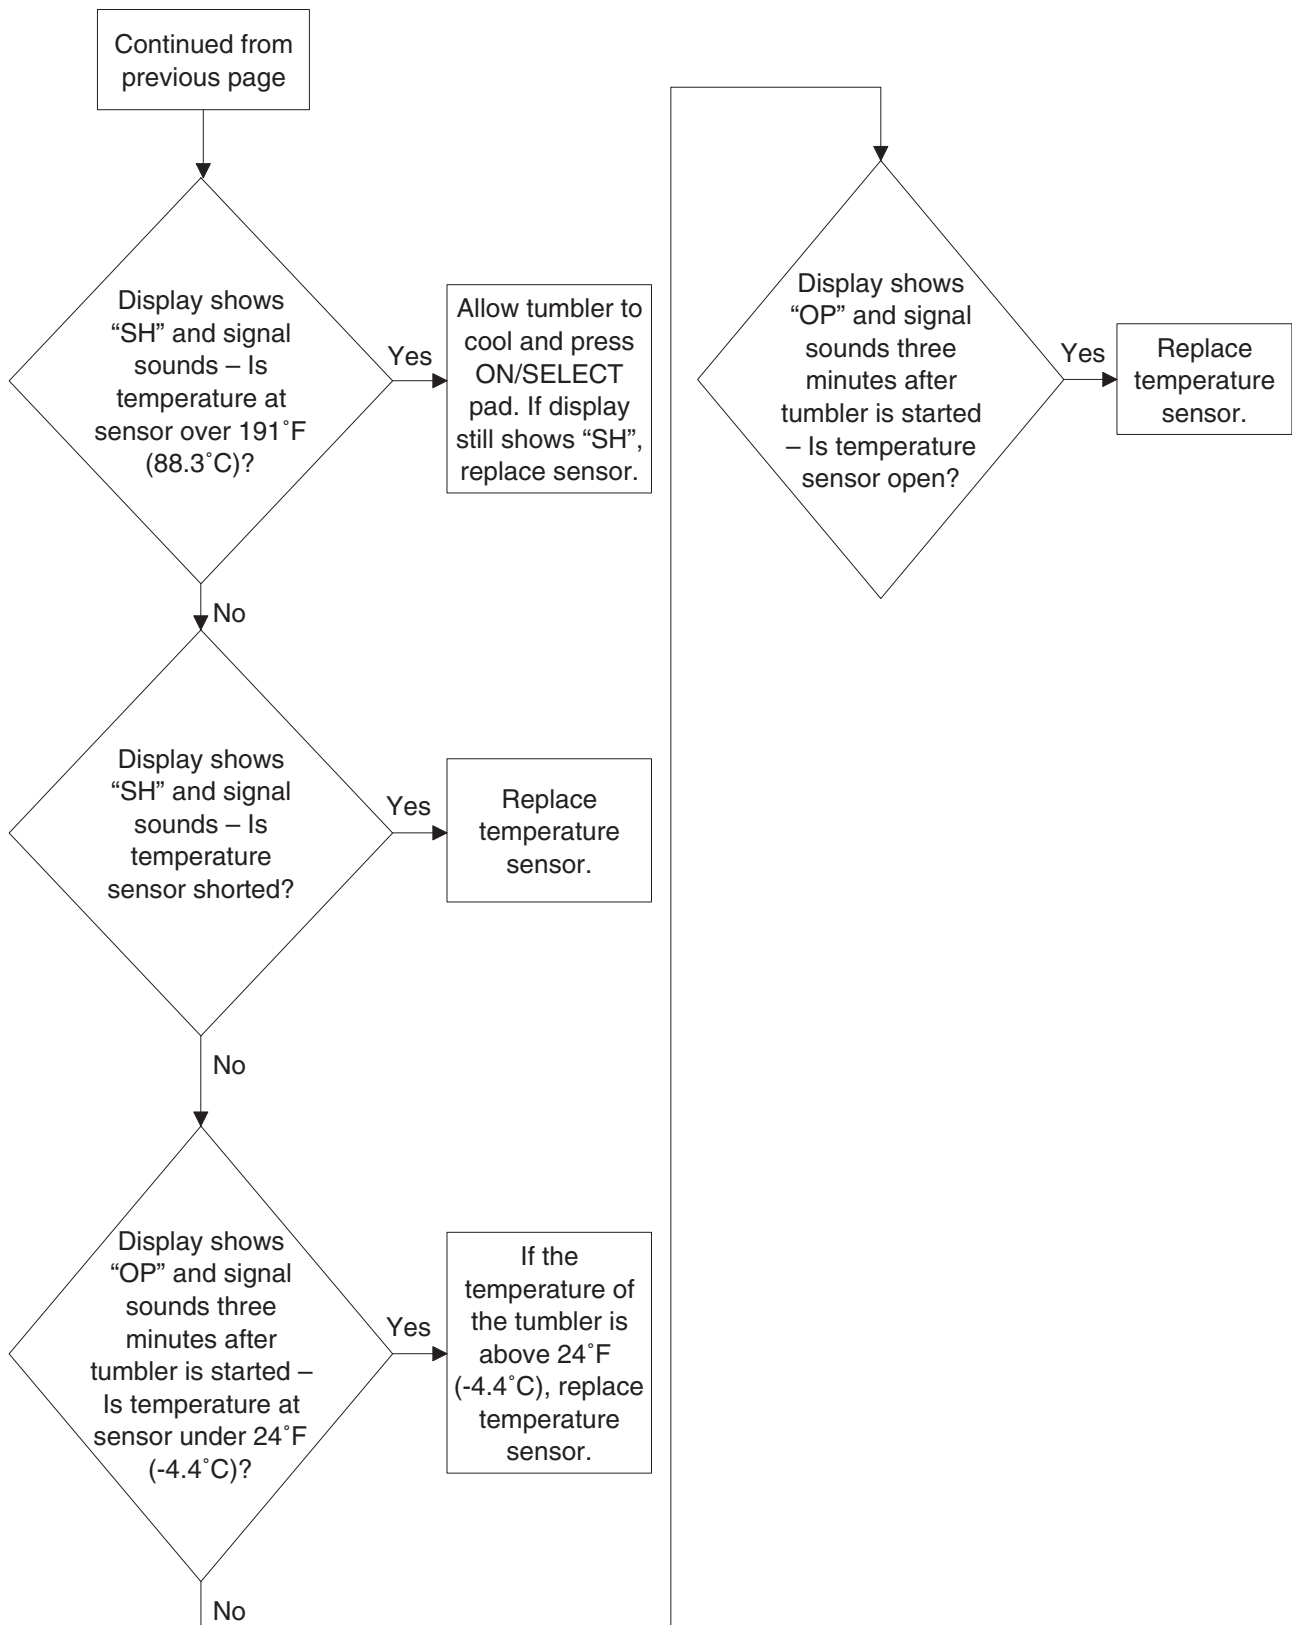 Continued from
previous page
Display shows
“SH” and signal
sounds – Is
temperature at
sensor over 191˚F
(88.3˚C)?
Yes
Allow tumbler to
cool and press
ON/SELECT
pad. If display
still shows “SH”,
replace sensor.
No
Display shows
“SH” and signal
sounds – Is
temperature
sensor shorted?
Yes
Replace
temperature
sensor.
No
Display shows
“OP” and signal
sounds three
minutes after
tumbler is started –
Is temperature at
sensor under 24˚F
(-4.4˚C)?
Yes
If the
temperature of
the tumbler is
above 24˚F
(-4.4˚C), replace
temperature
sensor.
No
Display shows
“OP” and signal
sounds three
minutes after
tumbler is started
– Is temperature
sensor open?
Yes
Replace
temperature
sensor.